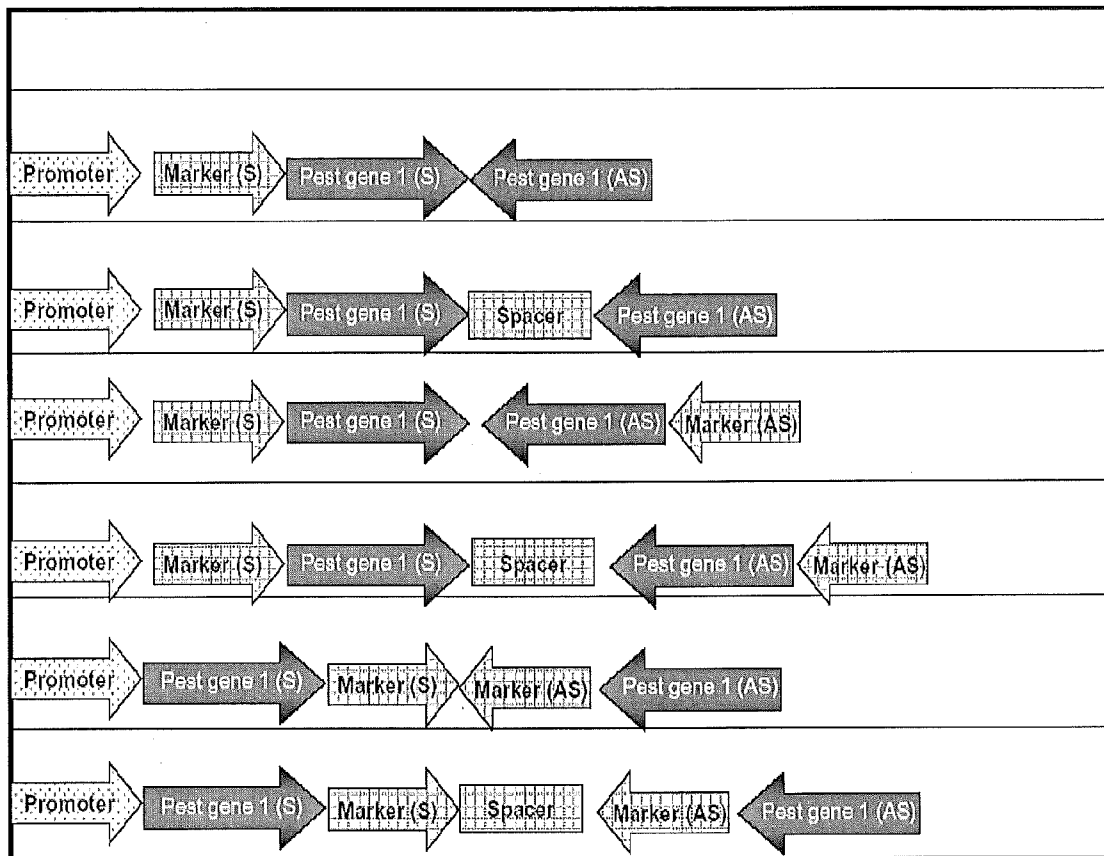 Promoter Marker (S) Pest gene 1 (S) Pest gene 1 (AS)
Promoter Marker (S) Pest gene 1 (S) Spacer Pest gene 1 (AS)
Promoter Marker (S) Pest gene 1 (S) Pest gene 1 (AS) Marker (AS)
Promoter Marker (S) Pest gene 1 (S) Spacer Pest gene 1 (AS) Marker (AS)
Promoter Pest gene 1 (S) Marker (S) Marker (AS) Pest gene 1 (AS)
Promoter Pest gene 1 (S) Marker (S) Spacer Marker (AS) Pest gene 1 (AS)